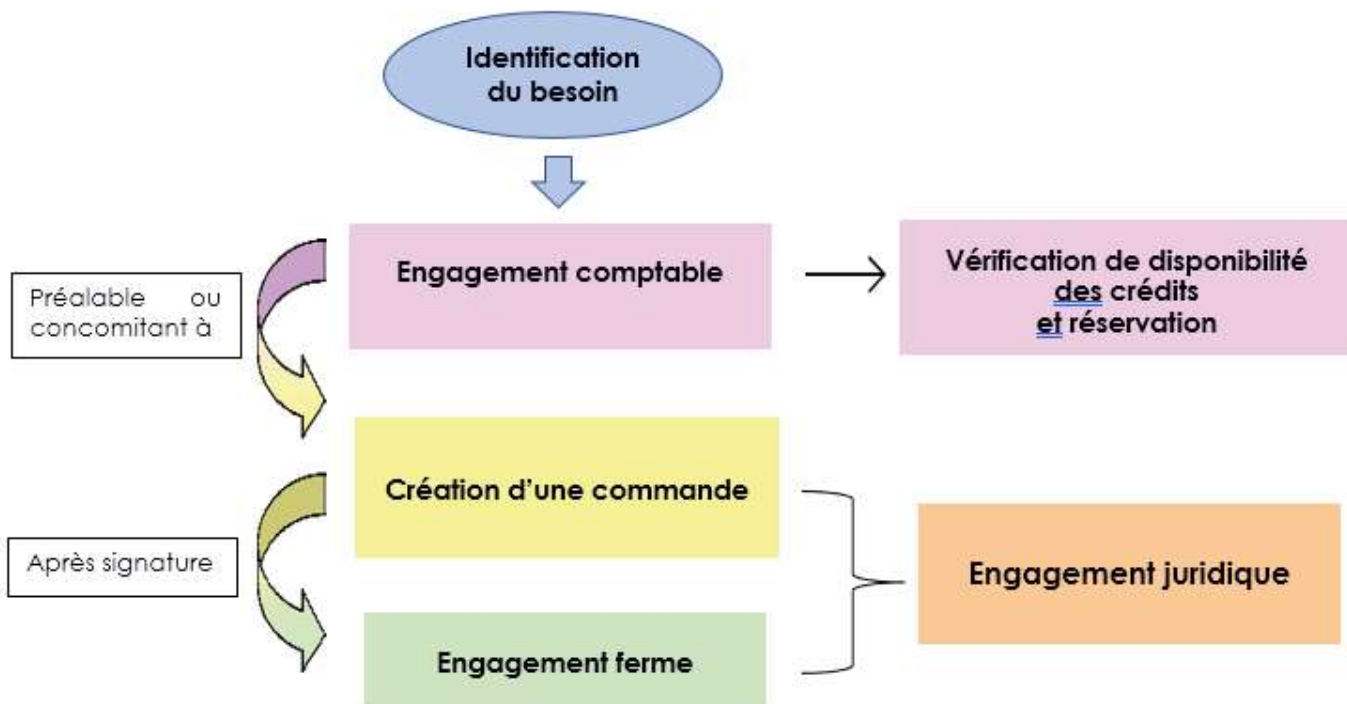 Identification
du besoin
Engagement comptable
Vérification de disponibilité
des crédits
et réservation
Préalable ou
concomitant à
Création d'une commande
Après signature
Engagement juridique
Engagement ferme